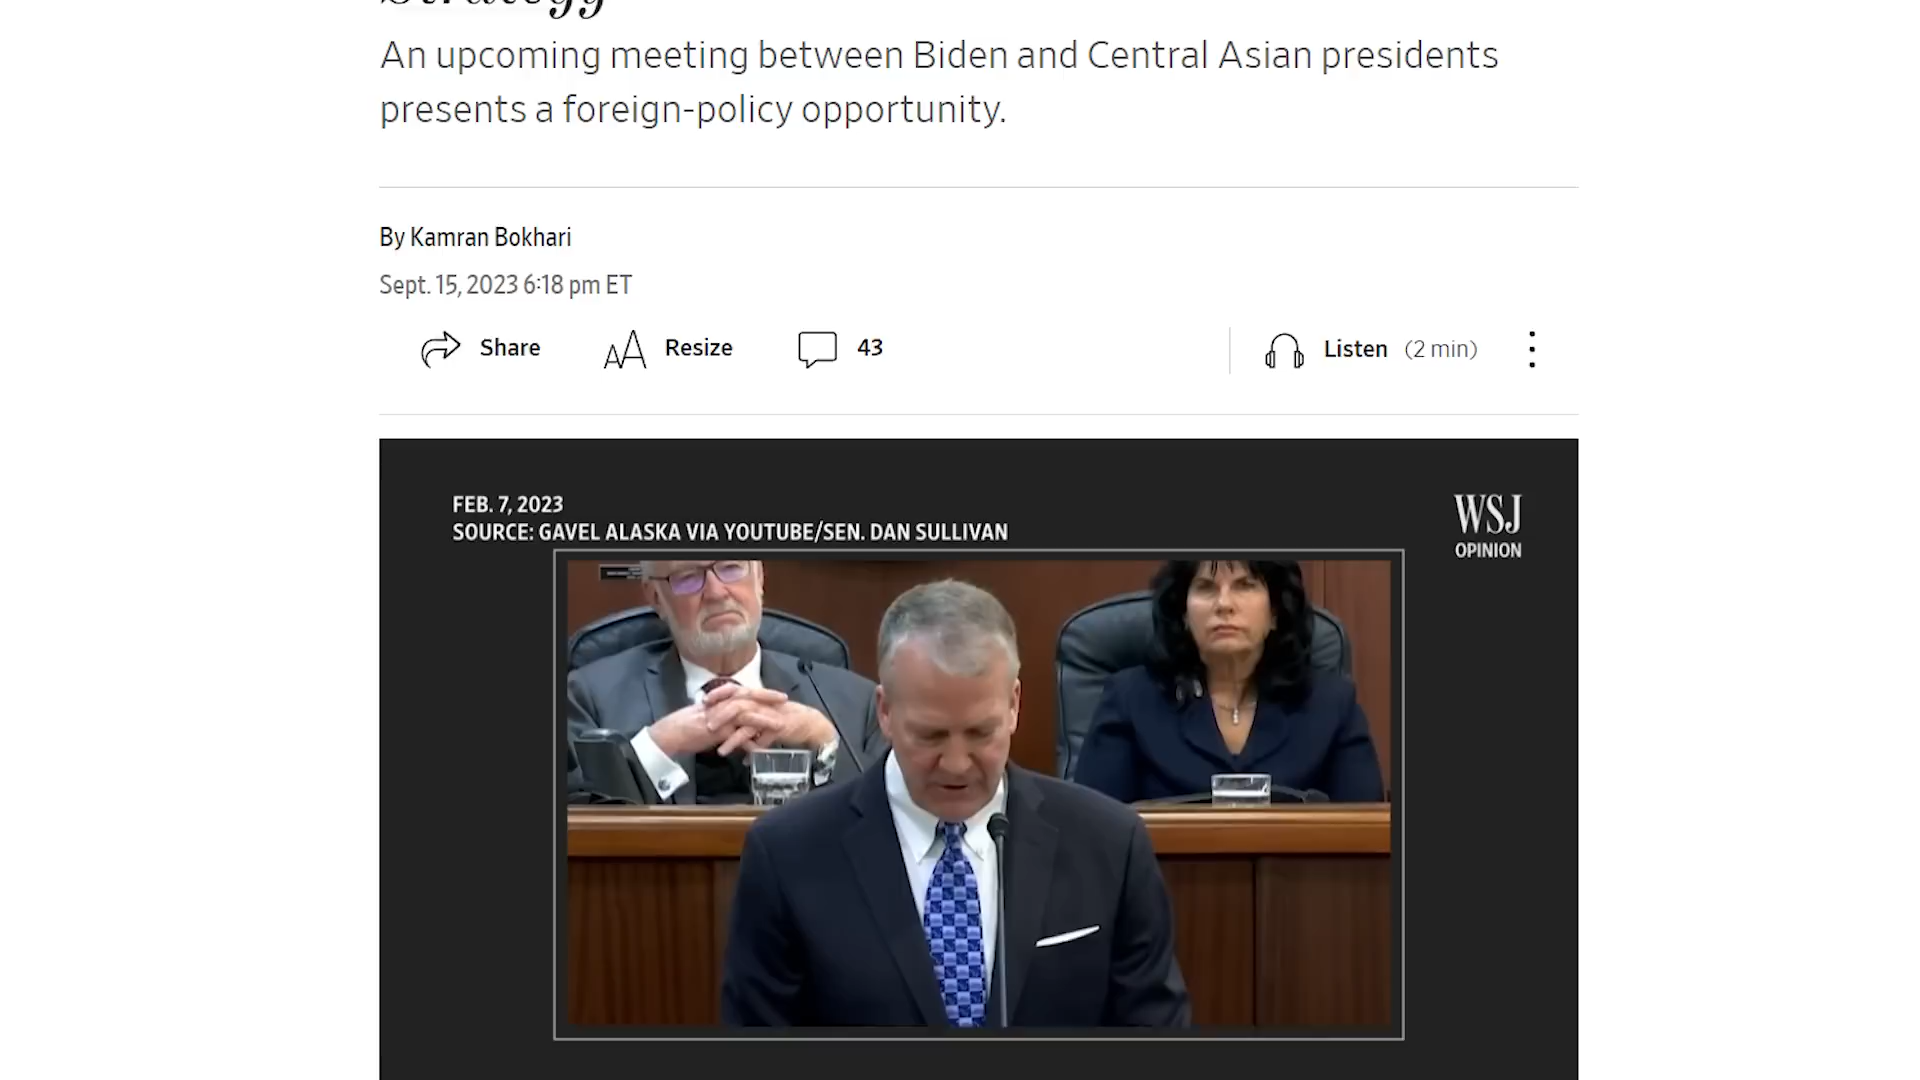 Strategy
An upcoming meeting between Biden and Central Asian presidents
presents a foreign-policy opportunity.
By Kamran Bokhari
Sept. 15, 2023 6:18 pm ET
Share Resize 43 Listen (2 min)
FEB. 7, 2023
SOURCE: GAVEL ALASKA VIA YOUTUBE/SEN. DAN SULLIVAN
WSJ
OPINION